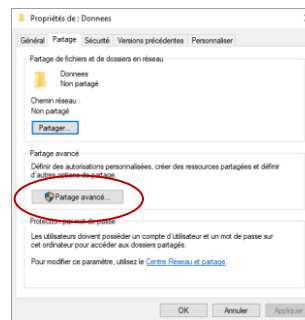 Propriétés de : Donnees
Général Partage Sécurité Versions précédentes Personnaliser
Partage de fichiers et de dossiers en réseau
Donnees
Non partagé
Chemin réseau :
Non partagé
Partager...
Partage avancé
Définir des autorisations personnalisées, créer des ressources partagées et définir
d'autres options de partage.
Partage avancé...
Protection par mot de passe
Les utilisateurs doivent posséder un compte d'utilisateur et un mot de passe sur
cet ordinateur pour accéder aux dossiers partagés.
Pour modifier ce paramètre, utilisez le Centre Réseau et partage.
OK Annuler Appliquer